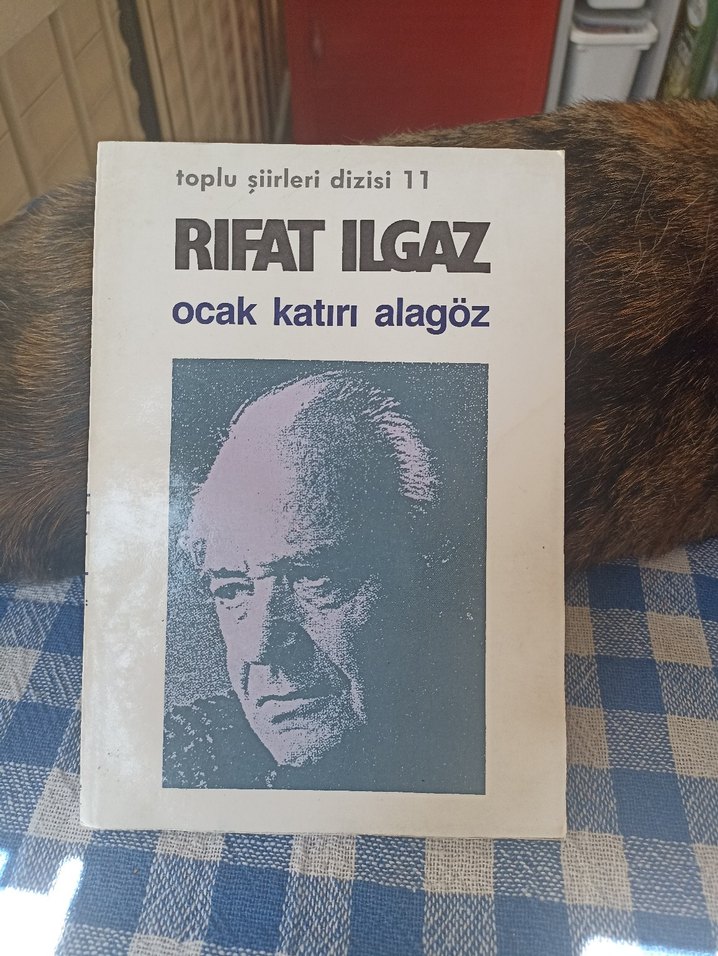 toplu şiirleri dizisi 11
RIFAT ILGAZ
ocak katırı alagöz